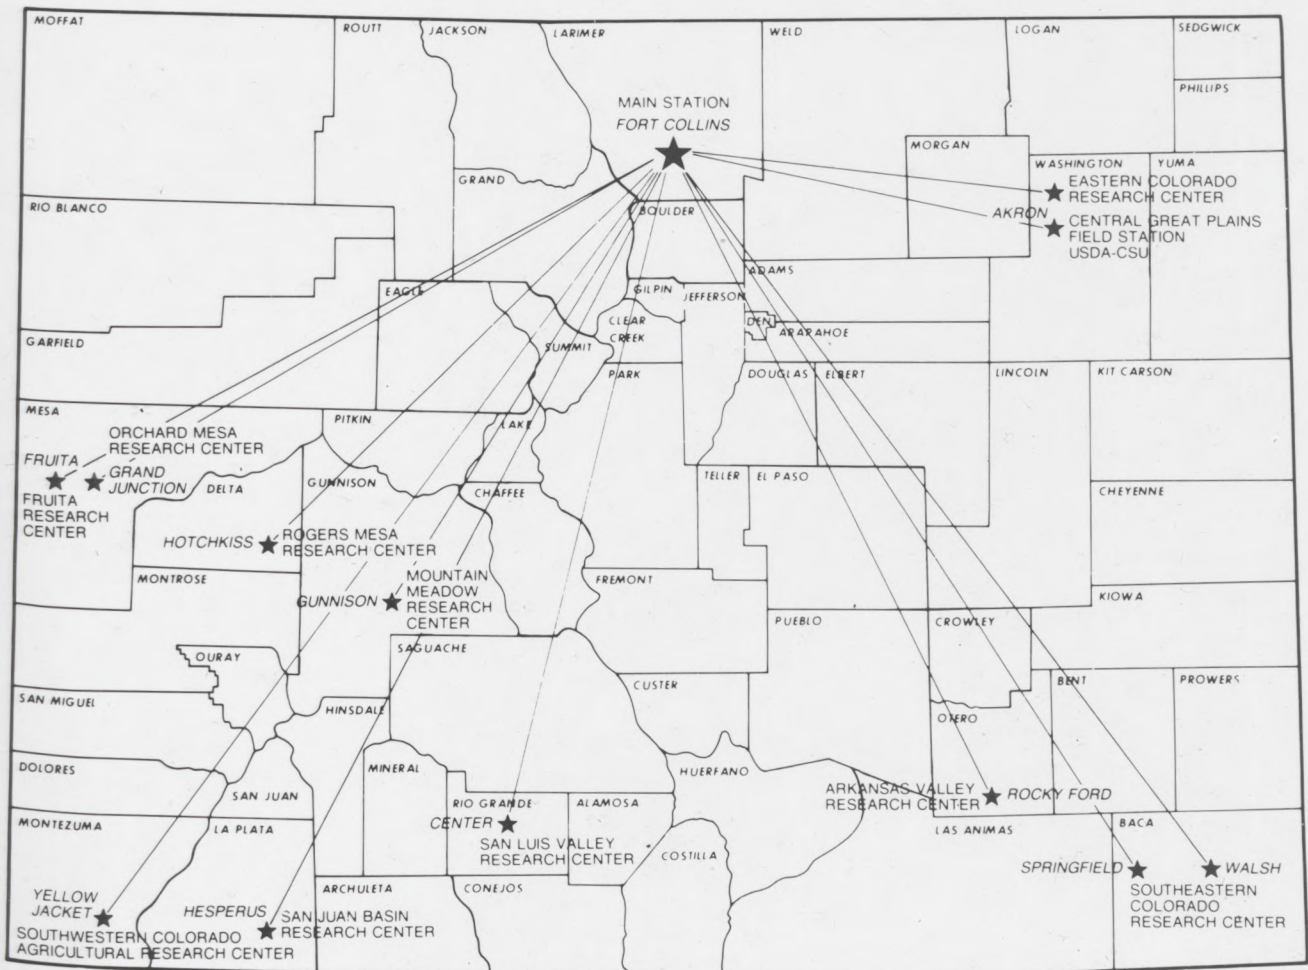 MOFFAT
ROUTT
JACKSON
LARIMER
WELD
LOGAN
SEDGWICK
PHILLIPS
MAIN STATION
FORT COLLINS
MORGAN
WASHINGTON
YUMA
GRAND
RIO BLANCO
BOULDER
EASTERN COLORADO
RESEARCH CENTER
AKRON
CENTRAL GREAT PLAINS
FIELD STATION
USDA-CSU
ADAMS
EAGLE
GILPIN
JEFFERSON
CLEAR
CREEK
DEN
ARAPAHOE
GARFIELD
SUMMIT
PARK
DOUGLAS
ELBERT
LINCOLN
KIT CARSON
MESA
PITKIN
LAKE
ORCHARD MESA
RESEARCH CENTER
FRUITA
GRAND
JUNCTION
FRUITA
RESEARCH
CENTER
DELTA
GUNNISON
CHAFFEE
TELLER
EL PASO
CHEYENNE
HOTCHKISS
ROGERS MESA
RESEARCH CENTER
MONTROSE
GUNNISON
MOUNTAIN
MEADOW
RESEARCH
CENTER
FREMONT
KIOWA
PUEBLO
CROWLEY
OURAY
SAGUACHE
SAN MIGUEL
HINSDALE
CUSTER
OTERO
BENT
PROWERS
DOLORES
SAN JUAN
MINERAL
RIO GRANDE
ALAMOSA
HUERFANO
ARKANSAS VALLEY
RESEARCH CENTER
ROCKY FORD
MONTEZUMA
LA PLATA
CENTER
SAN LUIS VALLEY
RESEARCH CENTER
COSTILLA
LAS ANIMAS
BACA
SPRINGFIELD
WALSH
SOUTHEASTERN
COLORADO
RESEARCH CENTER
YELLOW
JACKET
SOUTHWESTERN COLORADO
AGRICULTURAL RESEARCH CENTER
HESPERUS
SAN JUAN BASIN
RESEARCH CENTER
ARCHULETA
CONEJOS